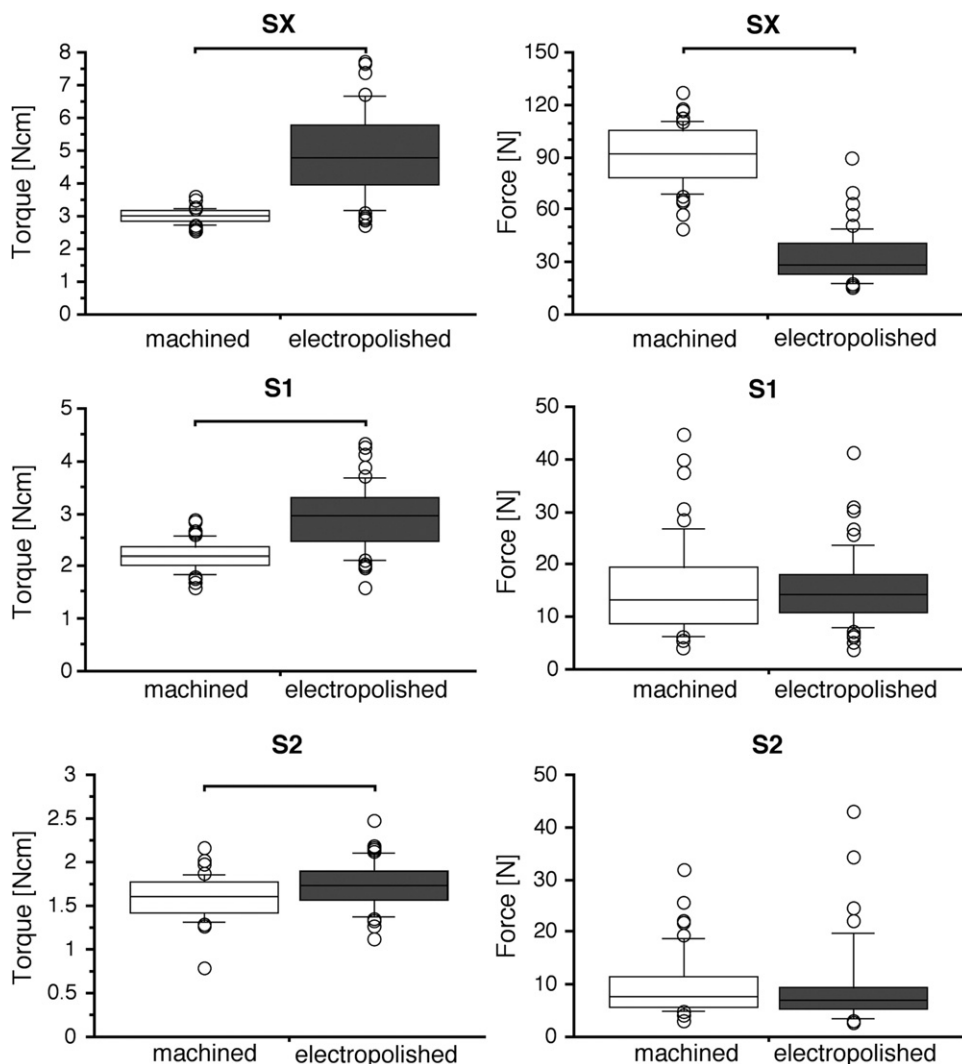 SX
Torque [Ncm]
8
7
6
5
4
3
2
1
0
machined electropolished
SX
Force [N]
150
120
90
60
30
0
machined electropolished
S1
Torque [Ncm]
5
4
3
2
1
0
machined electropolished
S1
Force [N]
50
40
30
20
10
0
machined electropolished
S2
Torque [Ncm]
3
2.5
2
1.5
1
0.5
0
machined electropolished
S2
Force [N]
50
40
30
20
10
0
machined electropolished